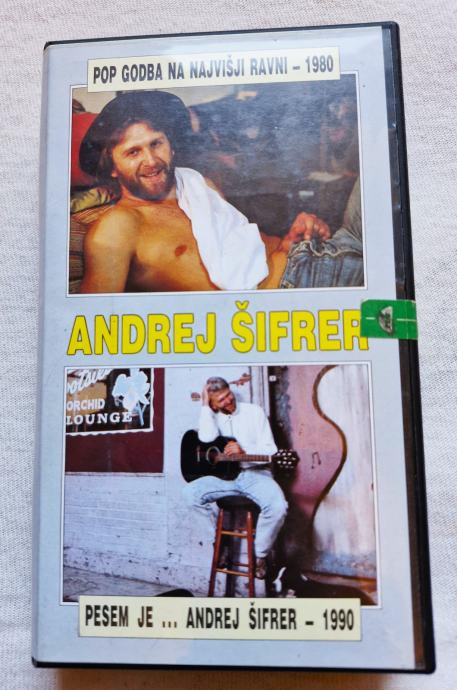 POP GODBA NA NAJVIŠJI RAVNI – 1980
ANDREJ ŠIFRER
ORCHID
LOUNGE
PESEM JE ... ANDREJ ŠIFRER – 1990